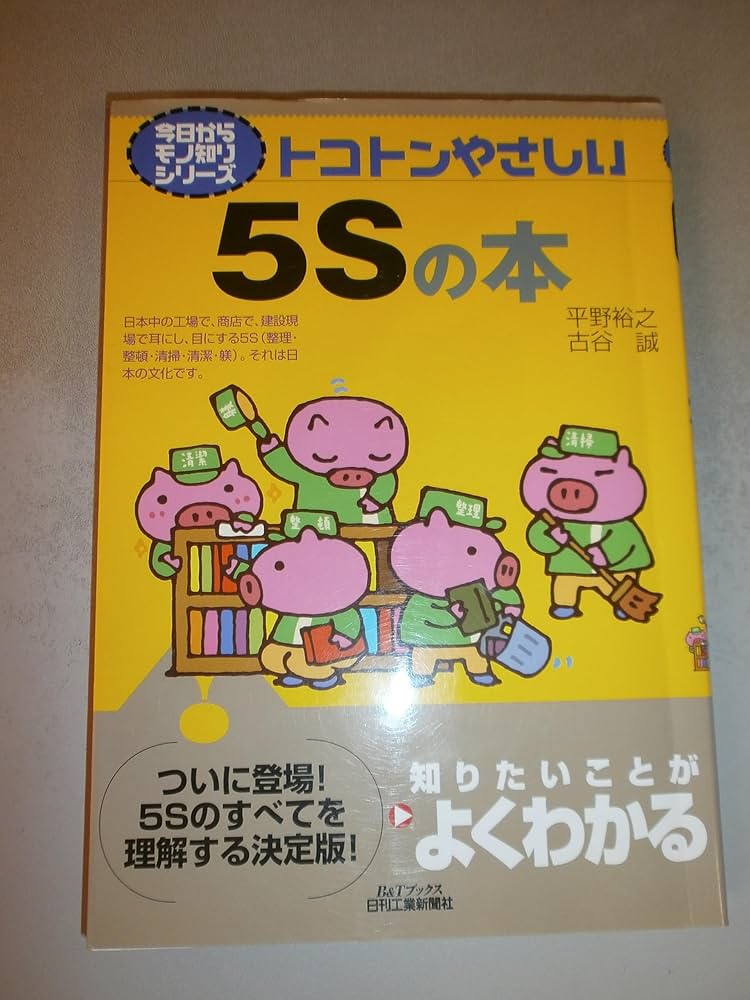 今日から
モノ知り
シリーズ
トコトンやさしい
5Sの本
平野裕之
古谷 誠
日本中の工場で、商店で、建設現
場で耳にし、目にする5S(整理・
整頓・清掃・清潔・躾)。それは日
本の文化です。
躾
清潔
整頓
整理
清掃
ついに登場!
5Sのすべてを
理解する決定版!
知りたいことが
よくわかる
B&Tブックス
日刊工業新聞社